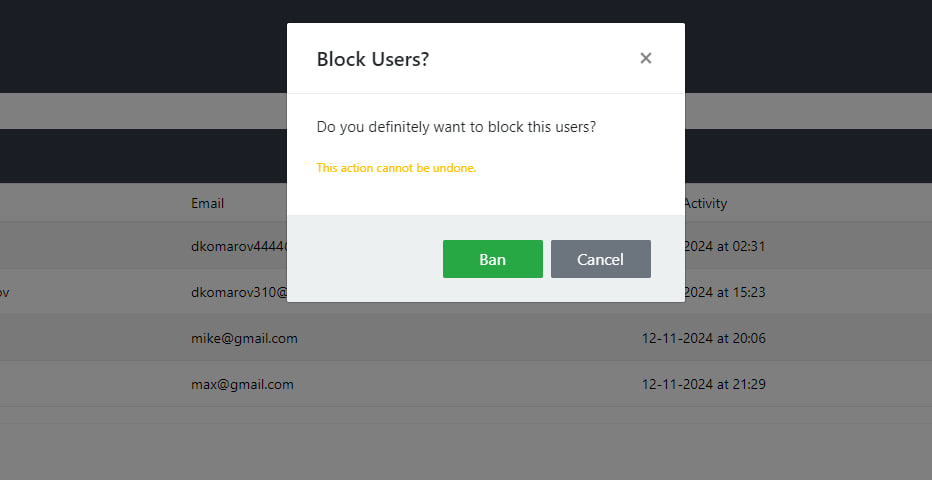 Block Users?
×
Do you definitely want to block this users?
This action cannot be undone.
Ban
Cancel
Email
Activity
dkomarov4444
2024 at 02:31
ov
dkomarov310@
2024 at 15:23
mike@gmail.com
12-11-2024 at 20:06
max@gmail.com
12-11-2024 at 21:29